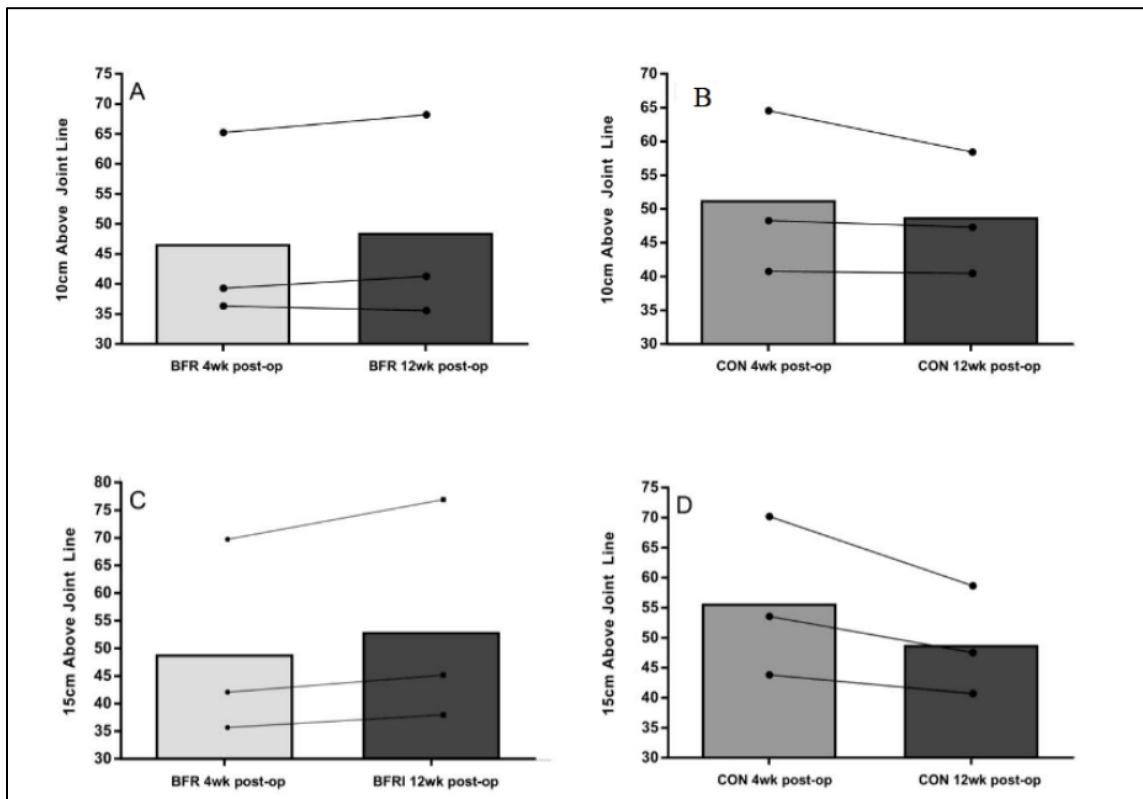 A
10cm Above Joint Line
75
70
65
60
55
50
45
40
35
30
BFR 4wk post-op
BFR 12wk post-op
B
10cm Above Joint Line
70
65
60
55
50
45
40
35
30
CON 4wk post-op
CON 12wk post-op
C
15cm Above Joint Line
80
75
70
65
60
55
50
45
40
35
30
BFR 4wk post-op
BFRI 12wk post-op
D
15cm Above Joint Line
75
70
65
60
55
50
45
40
35
30
CON 4wk post-op
CON 12wk post-op